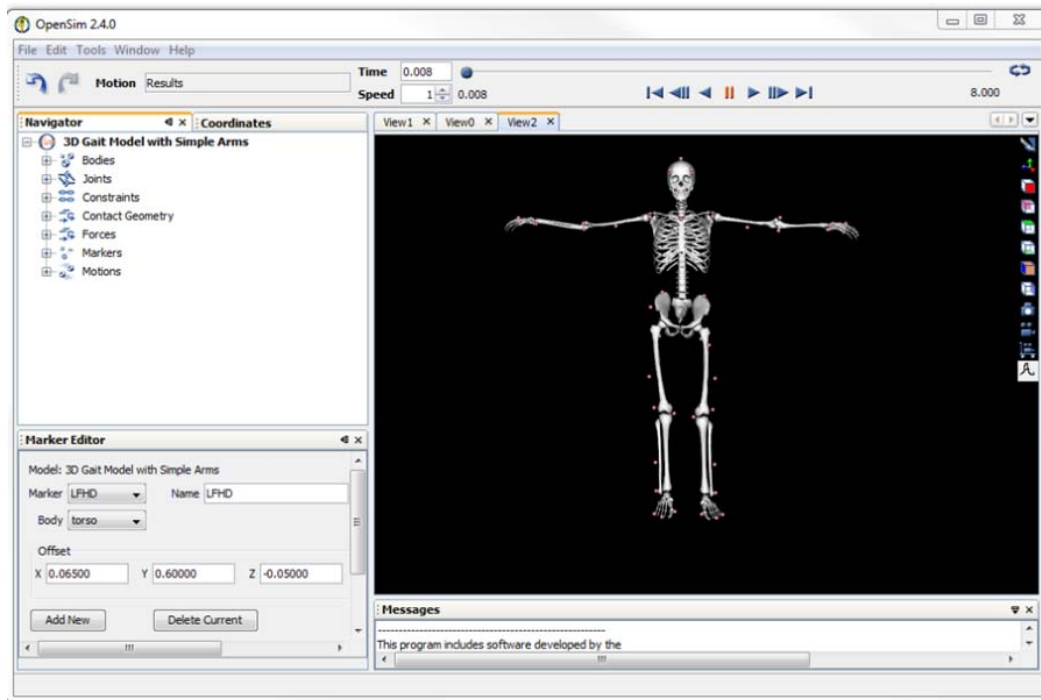 OpenSim 2.4.0
File Edit Tools Window Help
Motion Results
Time 0.008
Speed 1 0.008
8.000
Navigator
Coordinates
3D Gait Model with Simple Arms
Bodies
Joints
Constraints
Contact Geometry
Forces
Markers
Motions
View1 View0 View2
Marker Editor
Model: 3D Gait Model with Simple Arms
Marker LFHD Name LFHD
Body torso
Offset
X 0.06500 Y 0.60000 Z -0.05000
Add New Delete Current
Messages
------------------------------------------------------------
This program includes software developed by the